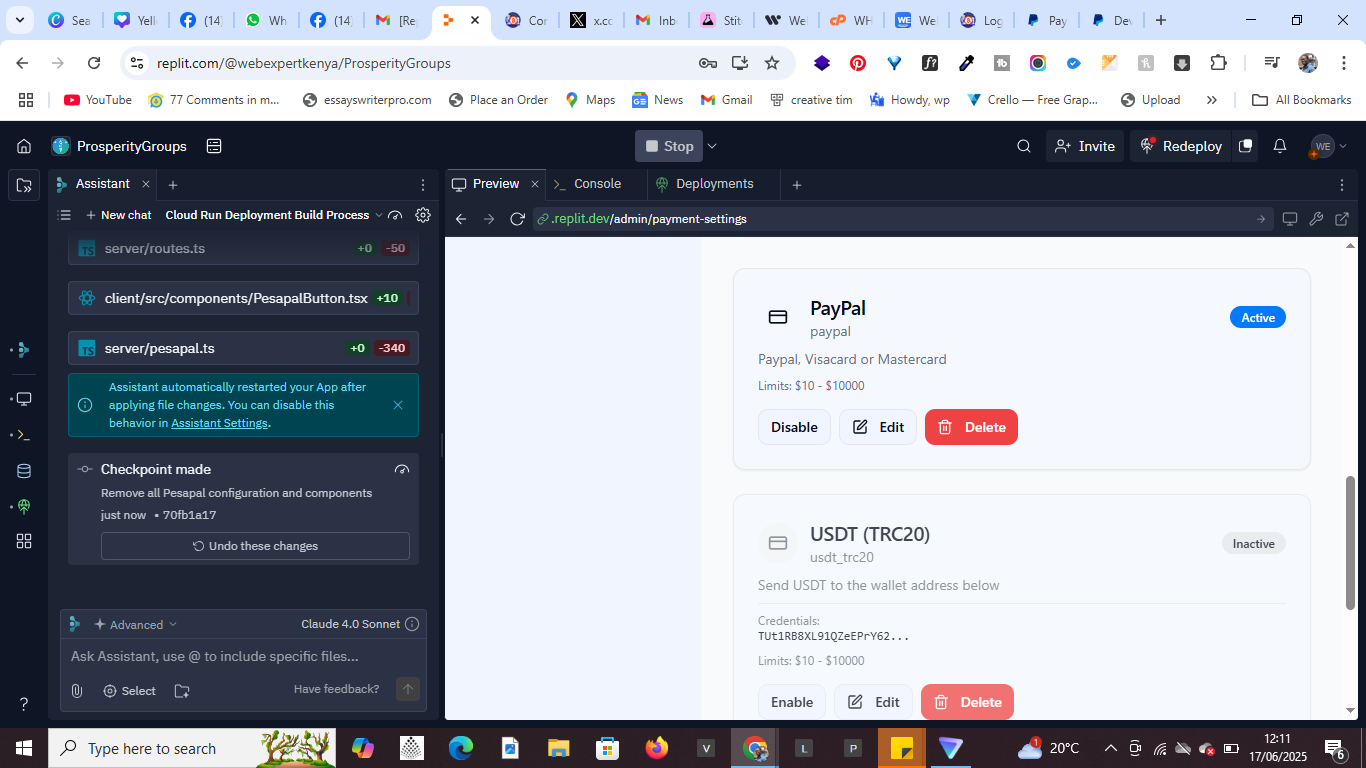 Sea
Yell
(14)
Wh
(14)
[Re
Cor
x.co
Inb
Stit
Wel
WH
Wel
Log
Pay
Dev
replit.com/@webexpertkenya/ProsperityGroups
YouTube
77 Comments in m...
essayswriterpro.com
Place an Order
Maps
News
Gmail
creative tim
Howdy, wp
Crello — Free Grap...
Upload
All Bookmarks
ProsperityGroups
Stop
Invite
Redeploy
WE
Assistant
Preview
Console
Deployments
New chat
Cloud Run Deployment Build Process
.replit.dev/admin/payment-settings
server/routes.ts +0 -50
client/src/components/PesapalButton.tsx +10
server/pesapal.ts +0 -340
Assistant automatically restarted your App after
applying file changes. You can disable this
behavior in Assistant Settings.
Checkpoint made
Remove all Pesapal configuration and components
just now • 70fb1a17
Undo these changes
Advanced
Claude 4.0 Sonnet
Ask Assistant, use @ to include specific files...
Select
Have feedback?
PayPal
paypal
Active
Paypal, Visacard or Mastercard
Limits: $10 - $10000
Disable
Edit
Delete
USDT (TRC20)
usdt_trc20
Inactive
Send USDT to the wallet address below
Credentials:
TUt1RB8XL91QZeEPrY62...
Limits: $10 - $10000
Enable
Edit
Delete
Type here to search
V
L
P
1
20°C
12:11
17/06/2025
6